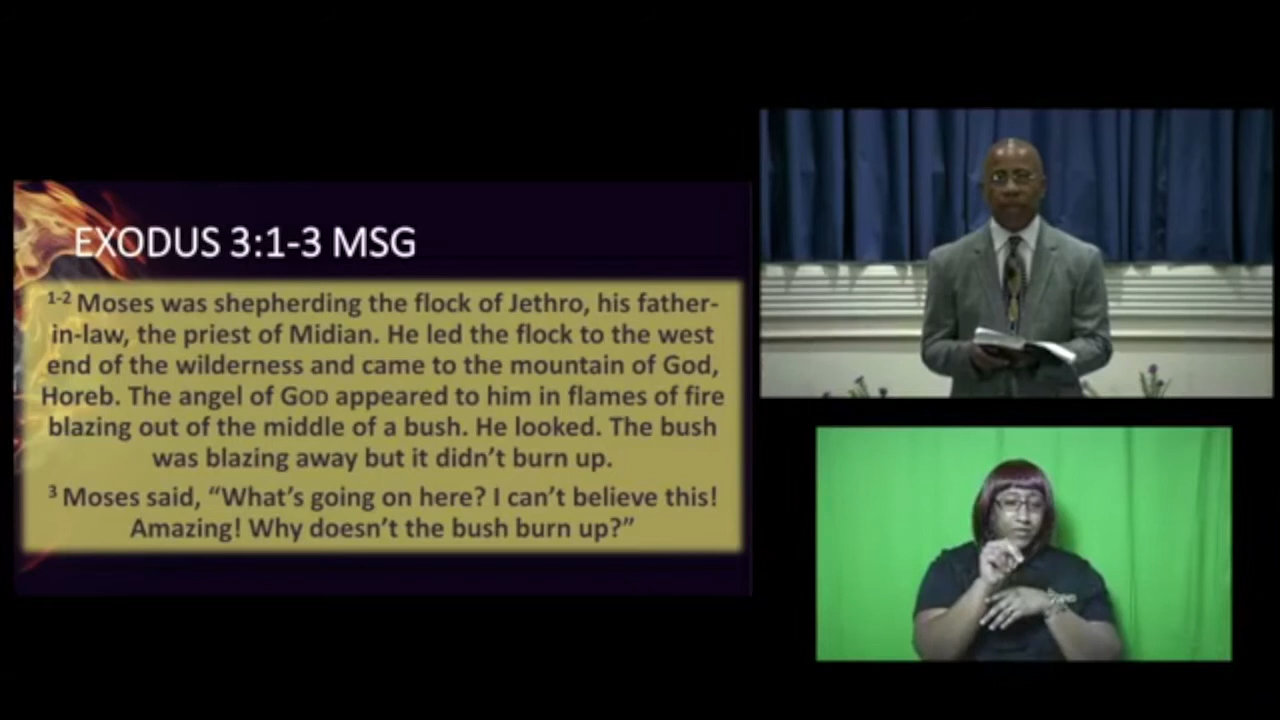 EXODUS 3:1-3 MSG
1-2 Moses was shepherding the flock of Jethro, his father-
in-law, the priest of Midian. He led the flock to the west
end of the wilderness and came to the mountain of God,
Horeb. The angel of GOD appeared to him in flames of fire
blazing out of the middle of a bush. He looked. The bush
was blazing away but it didn’t burn up.
3 Moses said, “What’s going on here? I can’t believe this!
Amazing! Why doesn’t the bush burn up?”